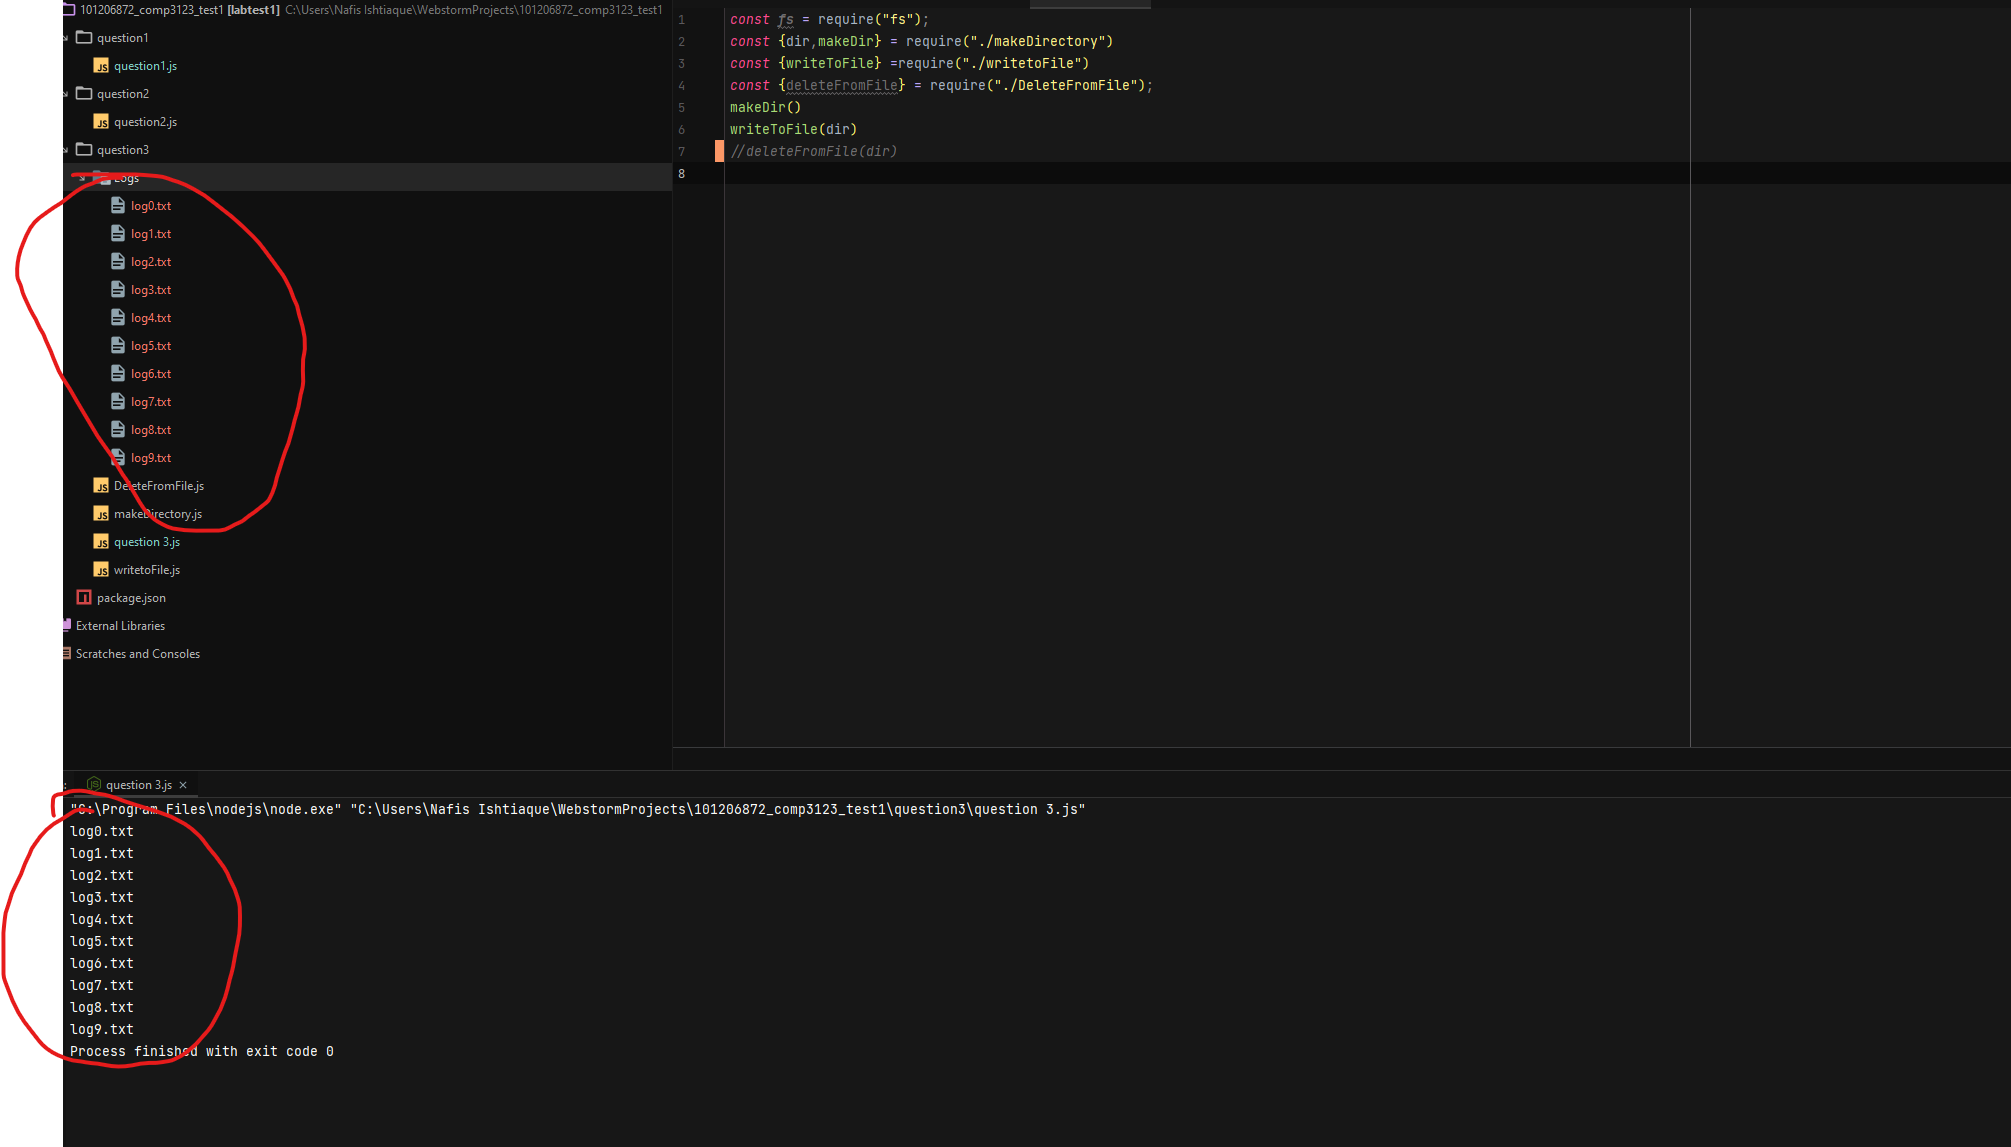 101206872_comp3123_test1 [labtest1] C:\Users\Nafis Ishtiaque\WebstormProjects\101206872_comp3123_test1
question1
question1.js
question2
question2.js
question3
Logs
log0.txt
log1.txt
log2.txt
log3.txt
log4.txt
log5.txt
log6.txt
log7.txt
log8.txt
log9.txt
DeleteFromFile.js
makeDirectory.js
question 3.js
writetoFile.js
package.json
External Libraries
Scratches and Consoles
1 const fs = require("fs");
2 const {dir,makeDir} = require("./makeDirectory")
3 const {writeToFile} =require("./writetoFile")
4 const {deleteFromFile} = require("./DeleteFromFile");
5 makeDir()
6 writeToFile(dir)
7 //deleteFromFile(dir)
8
question 3.js
"C:\Program Files\nodejs\node.exe" "C:\Users\Nafis Ishtiaque\WebstormProjects\101206872_comp3123_test1\question3\question 3.js"
log0.txt
log1.txt
log2.txt
log3.txt
log4.txt
log5.txt
log6.txt
log7.txt
log8.txt
log9.txt
Process finished with exit code 0